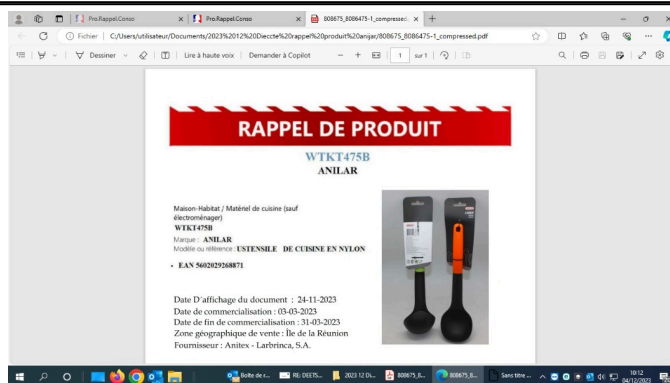 Pro.Rappel.Conso
Pro.Rappel.Conso
808675_8086475-1_compressed.p
Fichier
C:/Users/utilisateur/Documents/2023%2012%20Dieccte%20rappel%20produit%20anijar/808675_8086475-1_compressed.pdf
Dessiner
Lire à haute voix
Demander à Copilot
1
sur 1
RAPPEL DE PRODUIT
WTKT475B
ANILAR
Maison-Habitat / Matériel de cuisine (sauf
électroménager)
WTKT475B
Marque : ANILAR
Modèle ou référence : USTENSILE DE CUISINE EN NYLON
• EAN 5602029268871
Date D'affichage du document : 24-11-2023
Date de commercialisation : 03-03-2023
Date de fin de commercialisation : 31-03-2023
Zone géographique de vente : Île de la Réunion
Fournisseur : Anitex - Larbrinca, S.A.
Boîte de r...
RE: DEETS...
2023 12 Di...
808675_8...
808675_8...
Sans titre ...
10:12
04/12/2023